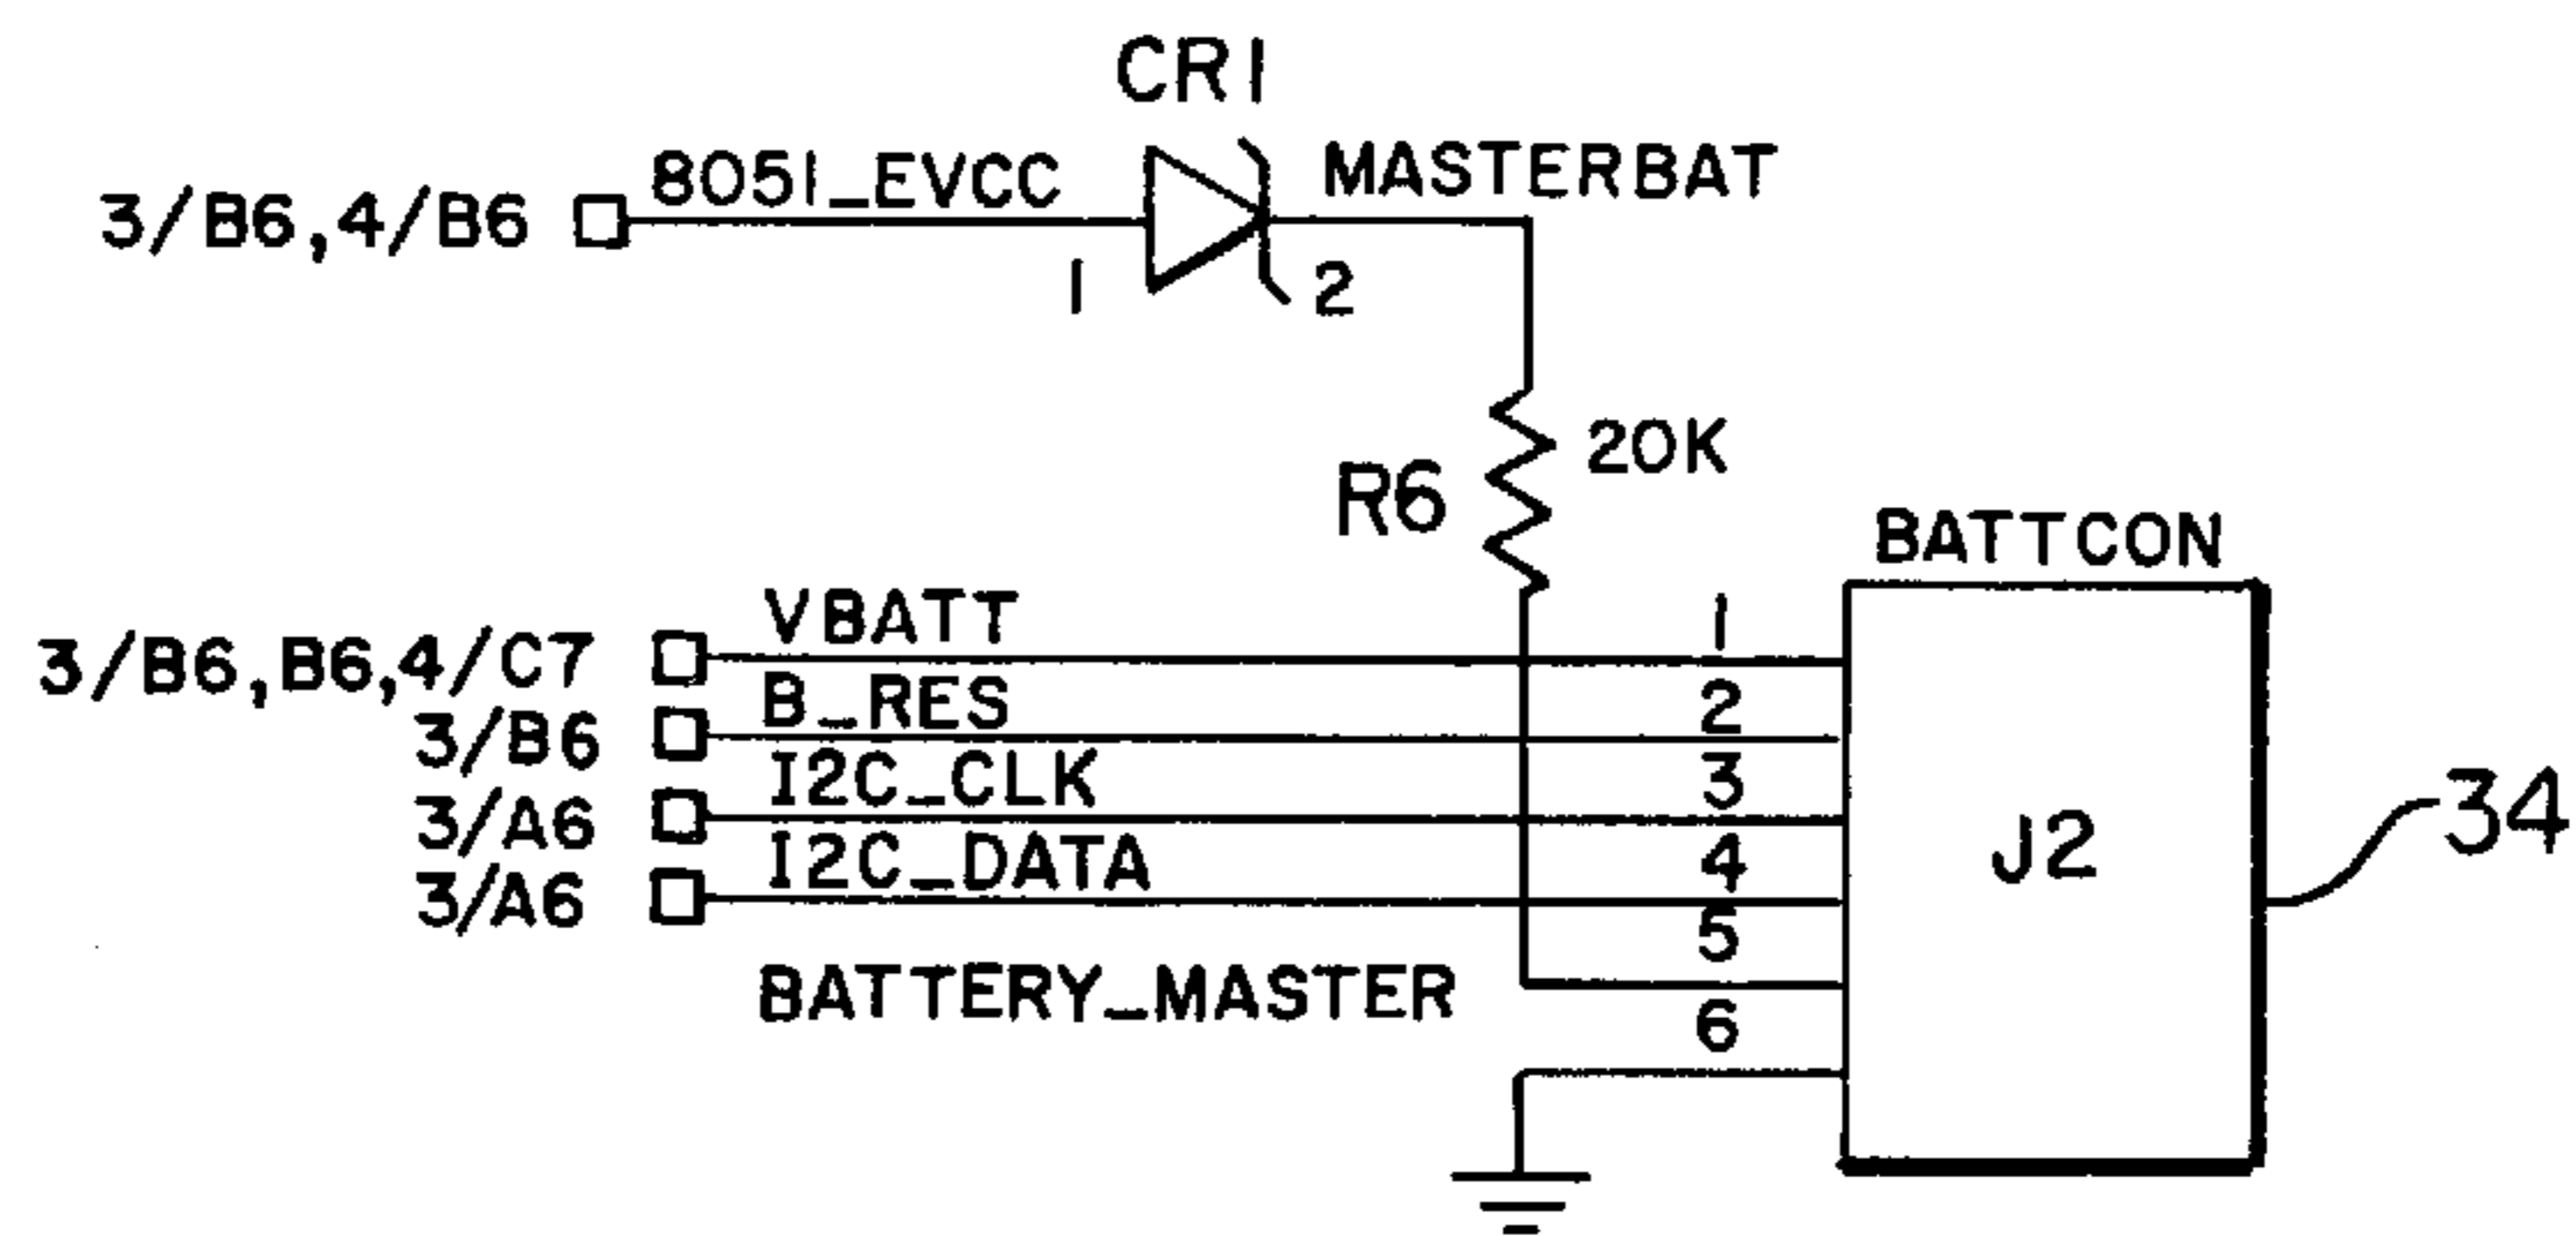 CR1
8051_EVCC MASTERBAT
3/B6,4/B6
1 2
20K
R6
BATTCON
VBATT 1
3/B6,B6,4/C7
B_RES 2
3/B6
I2C_CLK 3
3/A6
I2C_DATA 4
3/A6
J2
34
5
BATTERY_MASTER
6